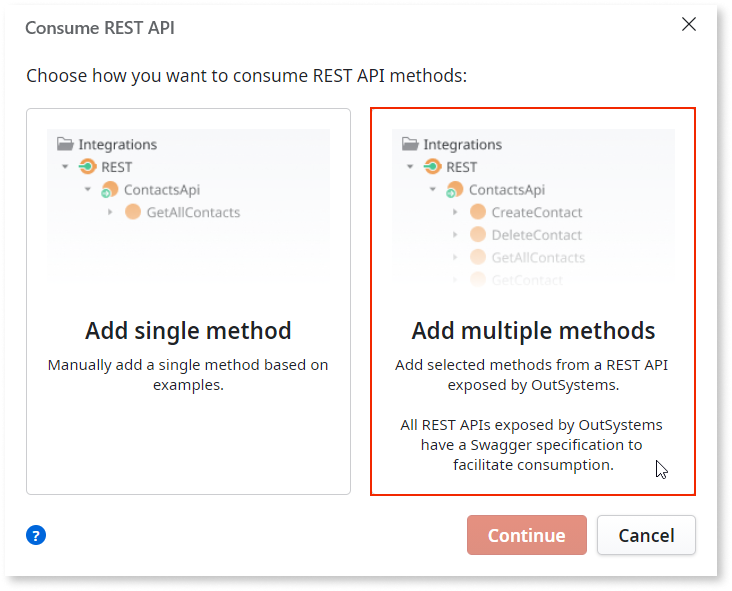 Consume REST API
Choose how you want to consume REST API methods:
Integrations
REST
ContactsApi
GetAllContacts
Add single method
Manually add a single method based on
examples.
Integrations
REST
ContactsApi
CreateContact
DeleteContact
GetAllContacts
GetContact
Add multiple methods
Add selected methods from a REST API
exposed by OutSystems.
All REST APIs exposed by OutSystems
have a Swagger specification to
facilitate consumption.
?
Continue
Cancel